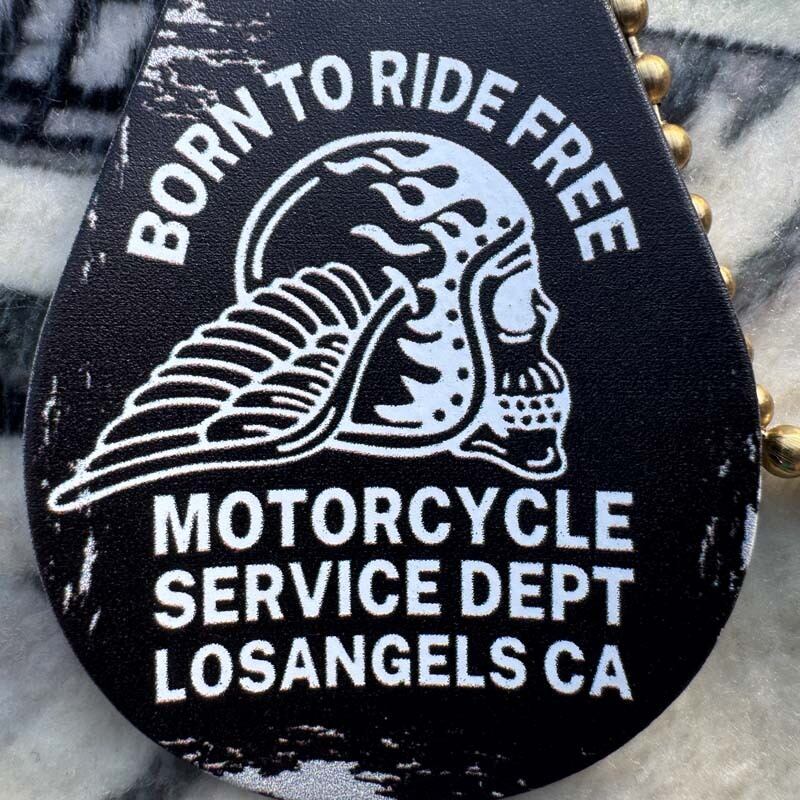 BORN TO RIDE FREE
MOTORCYCLE
SERVICE DEPT
LOSANGELS CA